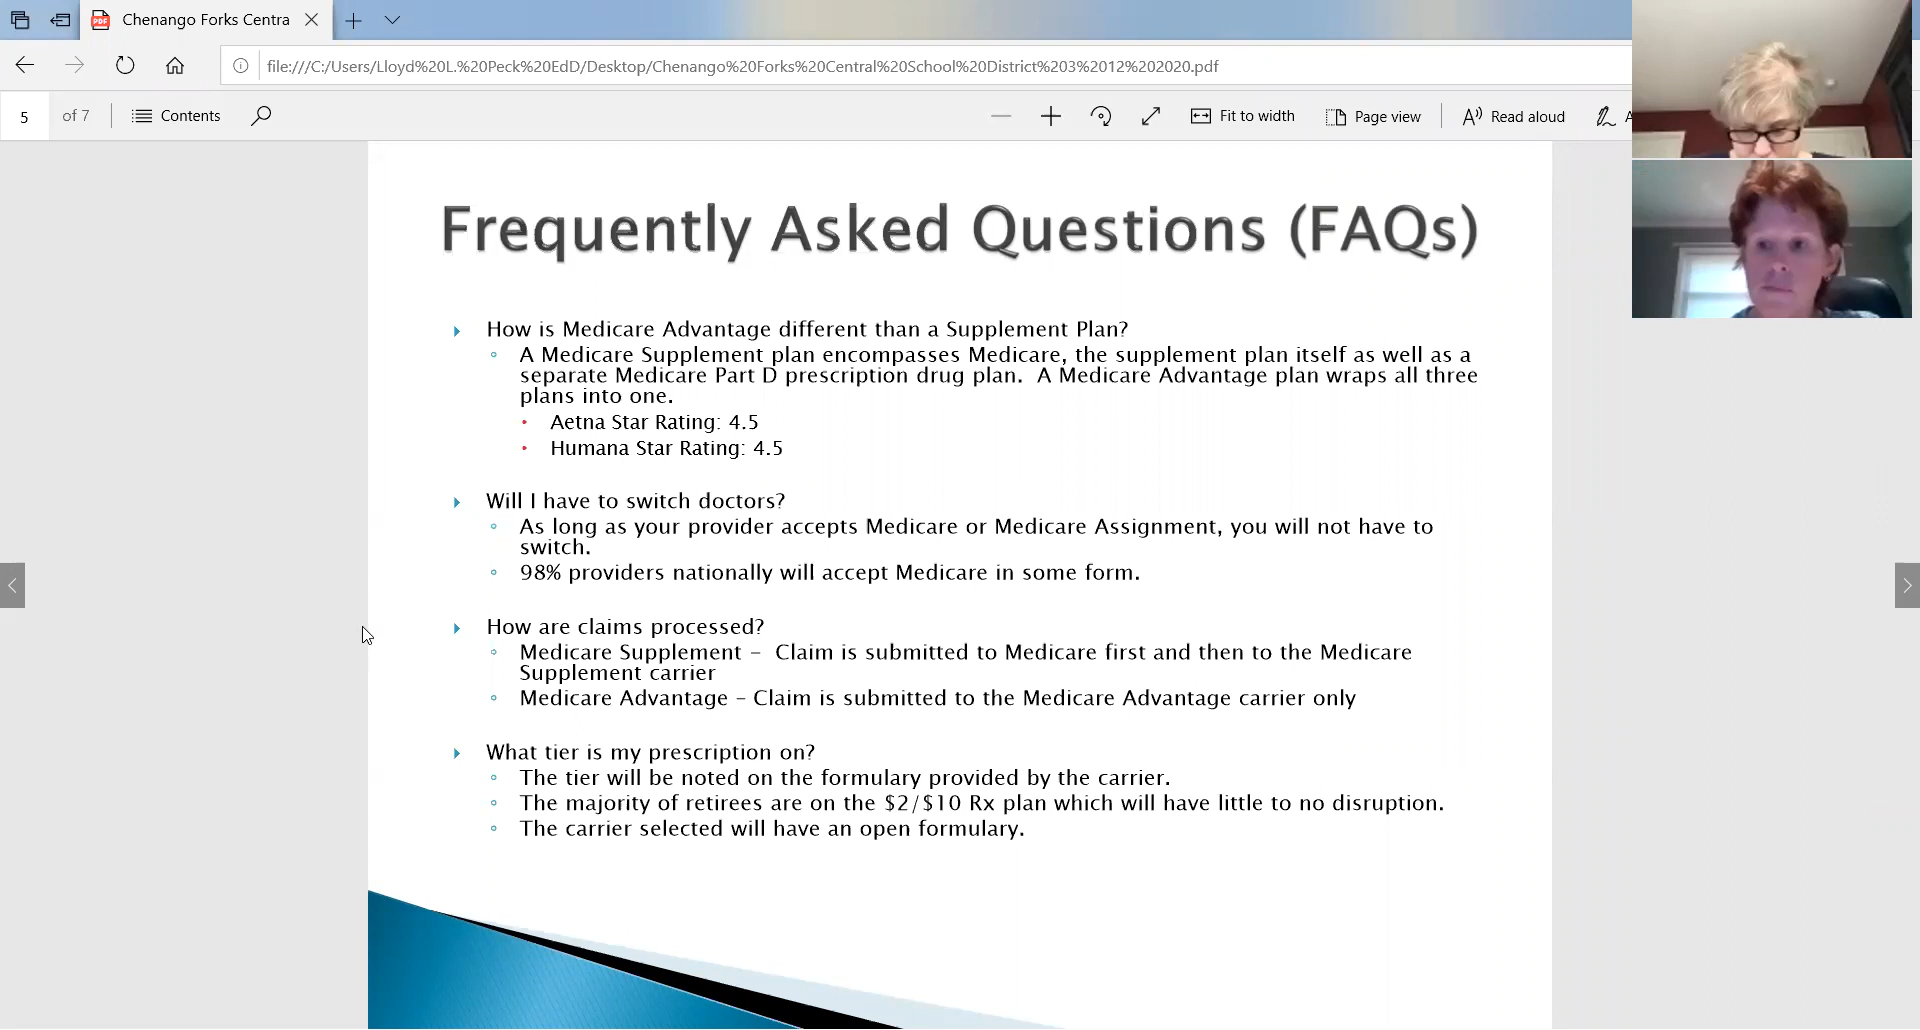 Chenango Forks Centra
file:///C:/Users/Lloyd%20L.%20Peck%20EdD/Desktop/Chenango%20Forks%20Central%20School%20District%203%2012%202020.pdf
5 of 7 Contents Fit to width Page view Read aloud
Frequently Asked Questions (FAQs)
How is Medicare Advantage different than a Supplement Plan?
A Medicare Supplement plan encompasses Medicare, the supplement plan itself as well as a
separate Medicare Part D prescription drug plan. A Medicare Advantage plan wraps all three
plans into one.
Aetna Star Rating: 4.5
Humana Star Rating: 4.5
Will I have to switch doctors?
As long as your provider accepts Medicare or Medicare Assignment, you will not have to
switch.
98% providers nationally will accept Medicare in some form.
How are claims processed?
Medicare Supplement – Claim is submitted to Medicare first and then to the Medicare
Supplement carrier
Medicare Advantage – Claim is submitted to the Medicare Advantage carrier only
What tier is my prescription on?
The tier will be noted on the formulary provided by the carrier.
The majority of retirees are on the $2/$10 Rx plan which will have little to no disruption.
The carrier selected will have an open formulary.